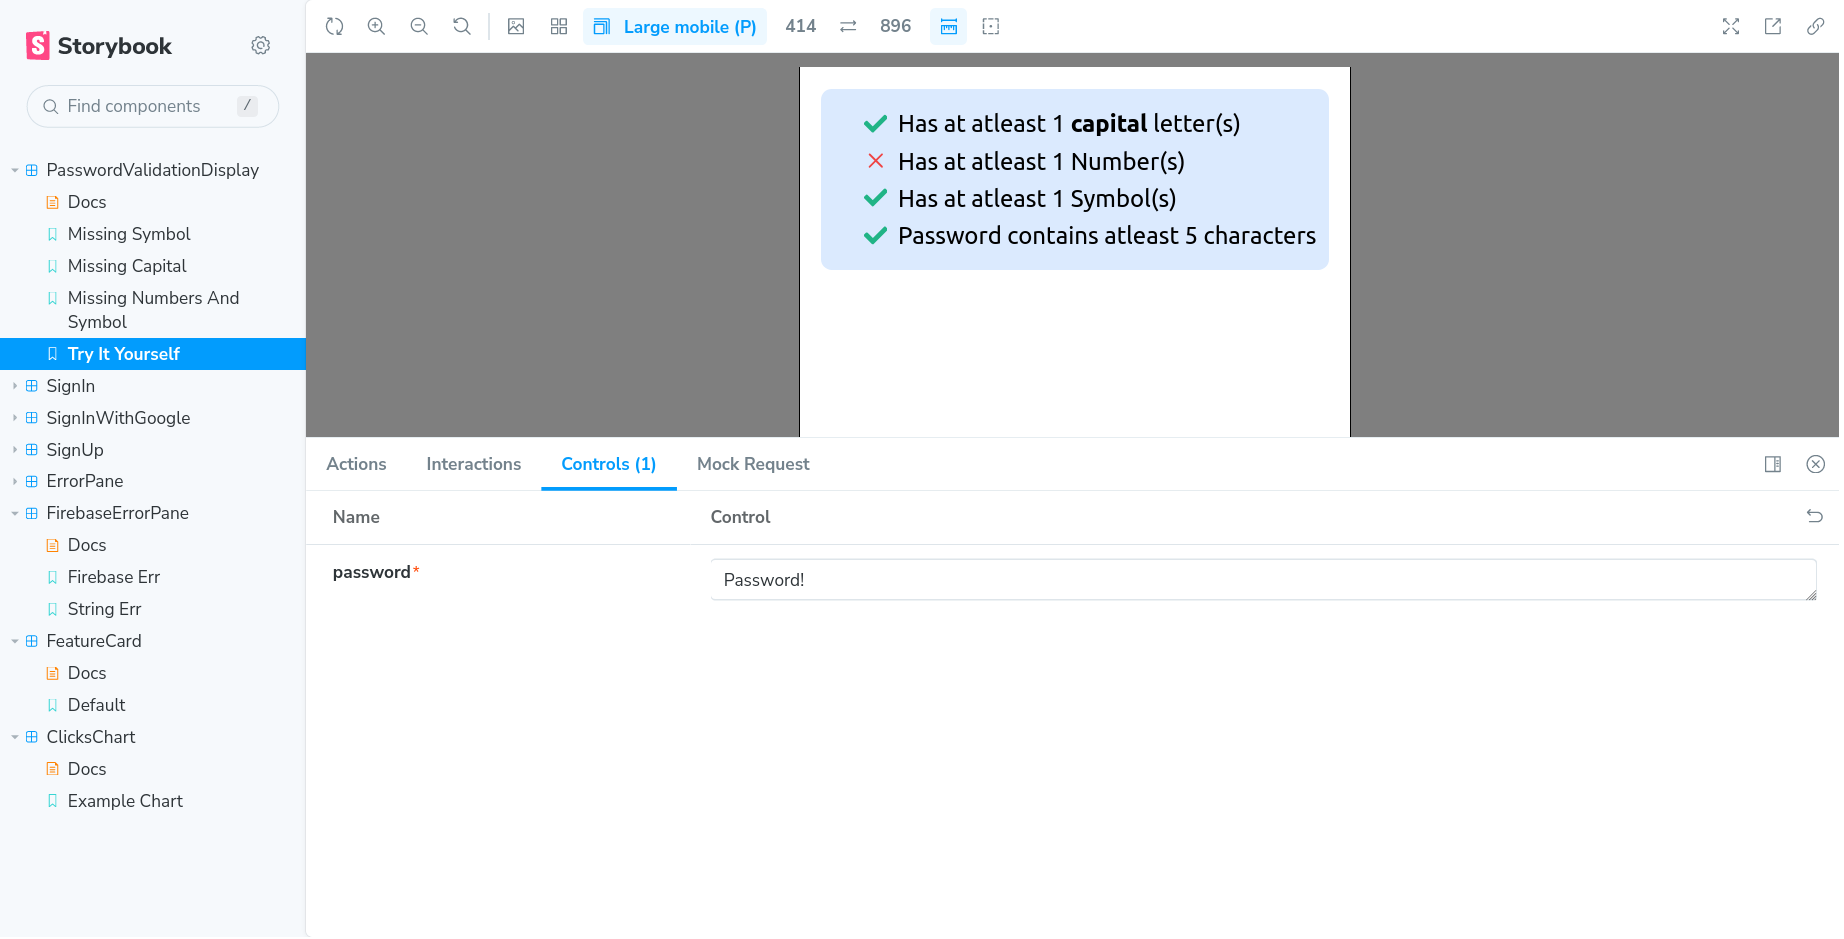 Storybook
Find components
/
PasswordValidationDisplay
Docs
Missing Symbol
Missing Capital
Missing Numbers And
Symbol
Try It Yourself
SignIn
SignInWithGoogle
SignUp
ErrorPane
FirebaseErrorPane
Docs
Firebase Err
String Err
FeatureCard
Docs
Default
ClicksChart
Docs
Example Chart
Large mobile (P) 414 896
Has at atleast 1 capital letter(s)
Has at atleast 1 Number(s)
Has at atleast 1 Symbol(s)
Password contains atleast 5 characters
Actions Interactions Controls (1) Mock Request
Name Control
password* Password!